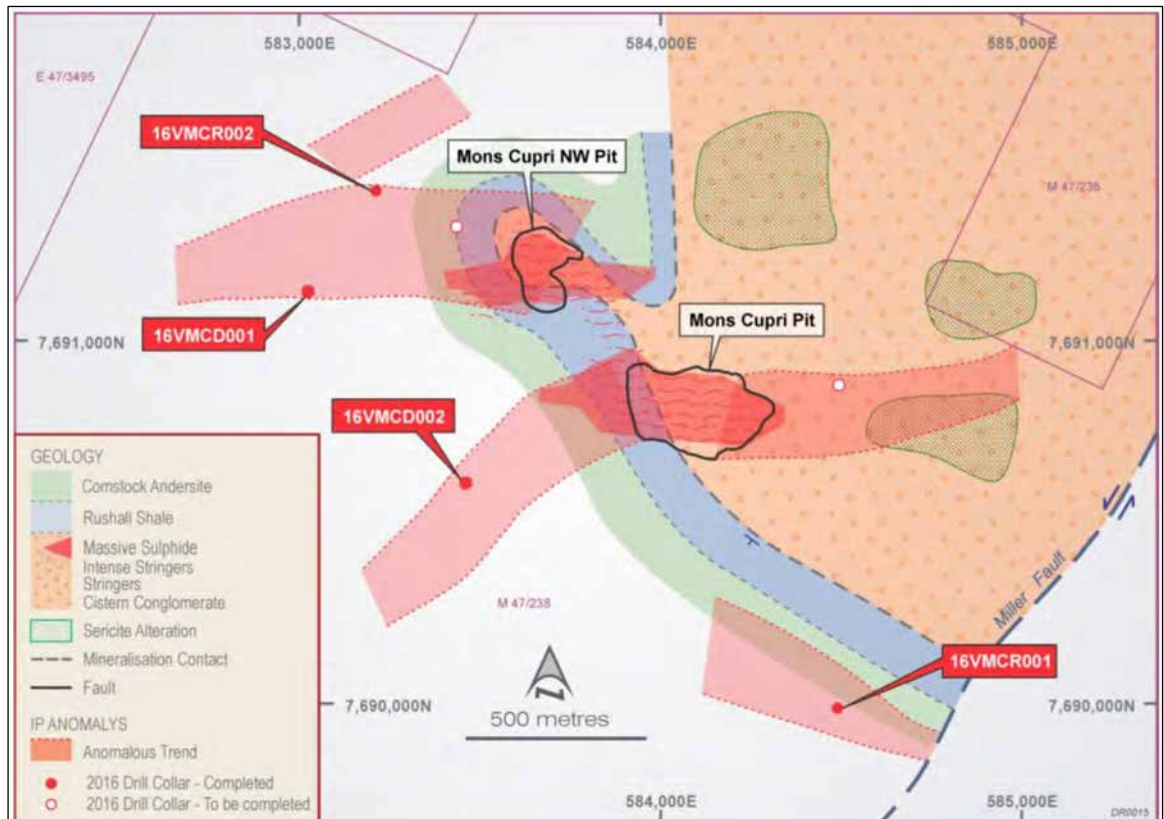 583,000E
584,000E
585,000E
E 47/3495
16VMCR002
Mons Cupri NW Pit
M 47/236
7,691,000N
16VMCD001
Mons Cupri Pit
7,691,000N
16VMCD002
GEOLOGY
Comstock Andersite
Rushall Shale
Massive Sulphide
Intense Stringers
Stringers
Cistern Conglomerate
Sericite Alteration
Mineralisation Contact
Fault
IP ANOMALYS
Anomalous Trend
2016 Drill Collar - Completed
2016 Drill Collar - To be completed
M 47/238
Miller Fault
16VMCR001
7,690,000N
7,690,000N
500 metres
584,000E
585,000E
DR0015